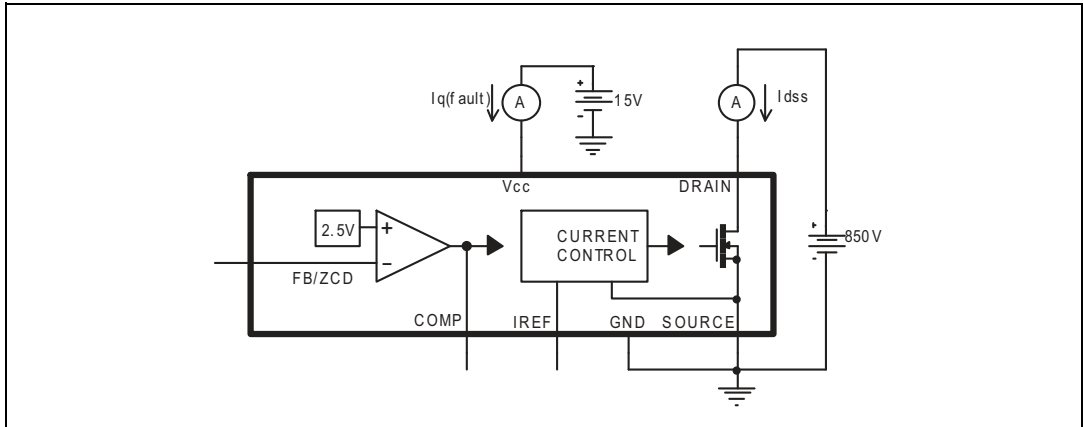 Iq(fault)
A
+
-
15V
A
Idss
Vcc
DRAIN
2.5V
+
−
FB/ZCD
CURRENT
CONTROL
+
-
850V
COMP
IREF
GND
SOURCE